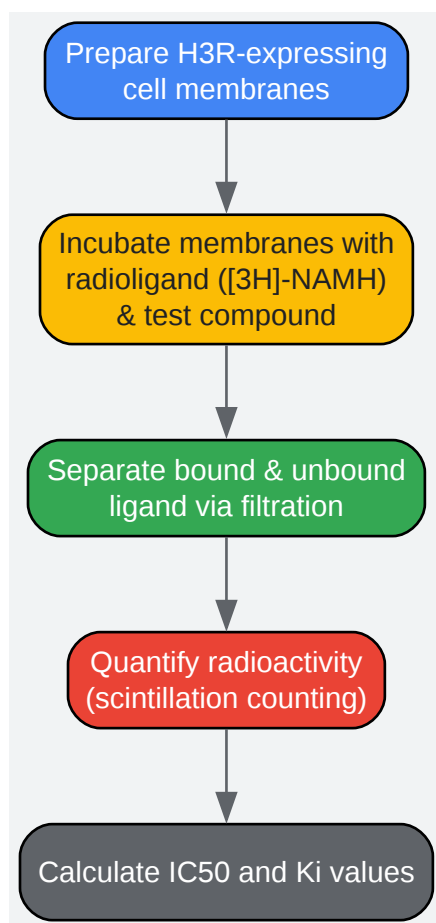 Prepare H3R-expressing
cell membranes
Incubate membranes with
radioligand ([3H]-NAMH)
& test compound
Separate bound & unbound
ligand via filtration
Quantify radioactivity
(scintillation counting)
Calculate IC50 and Ki values